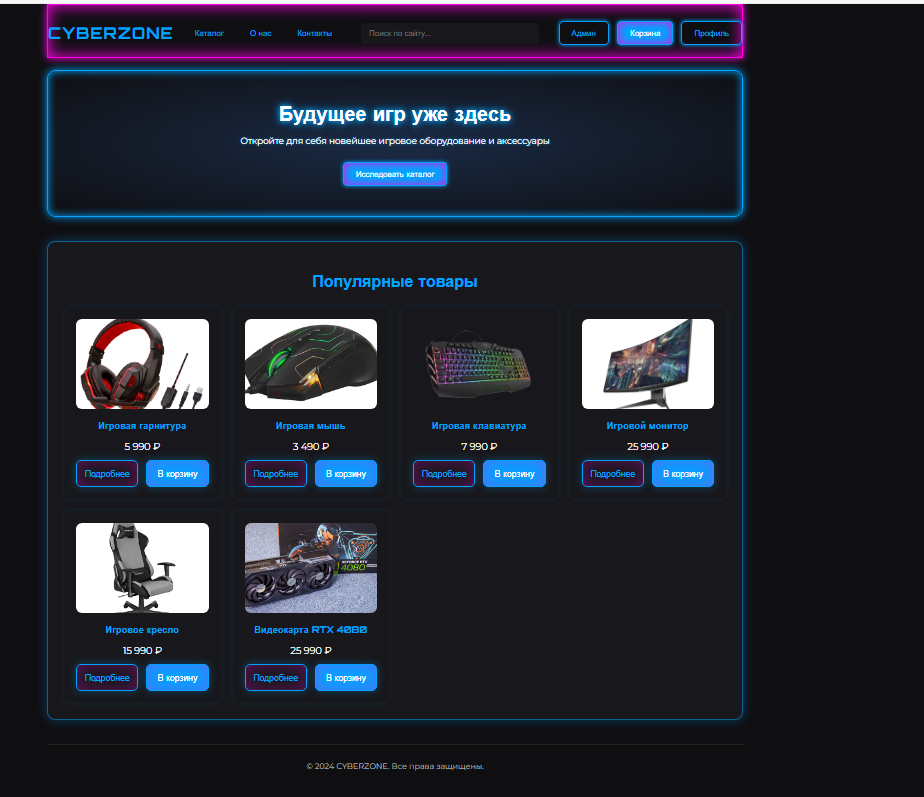 CYBERZONE Каталог О нас Контакты Поиск по сайту... Админ Корзина Профиль
Будущее игр уже здесь
Откройте для себя новейшее игровое оборудование и аксессуары
Исследовать каталог
Популярные товары
Игровая гарнитура Игровая мышь Игровая клавиатура Игровой монитор
5 990 ₽ 3 490 ₽ 7 990 ₽ 25 990 ₽
Подробнее В корзину Подробнее В корзину Подробнее В корзину Подробнее В корзину
4080
Игровое кресло Видеокарта RTX 4080
15 990 ₽ 25 990 ₽
Подробнее В корзину Подробнее В корзину
© 2024 CYBERZONE. Все права защищены.